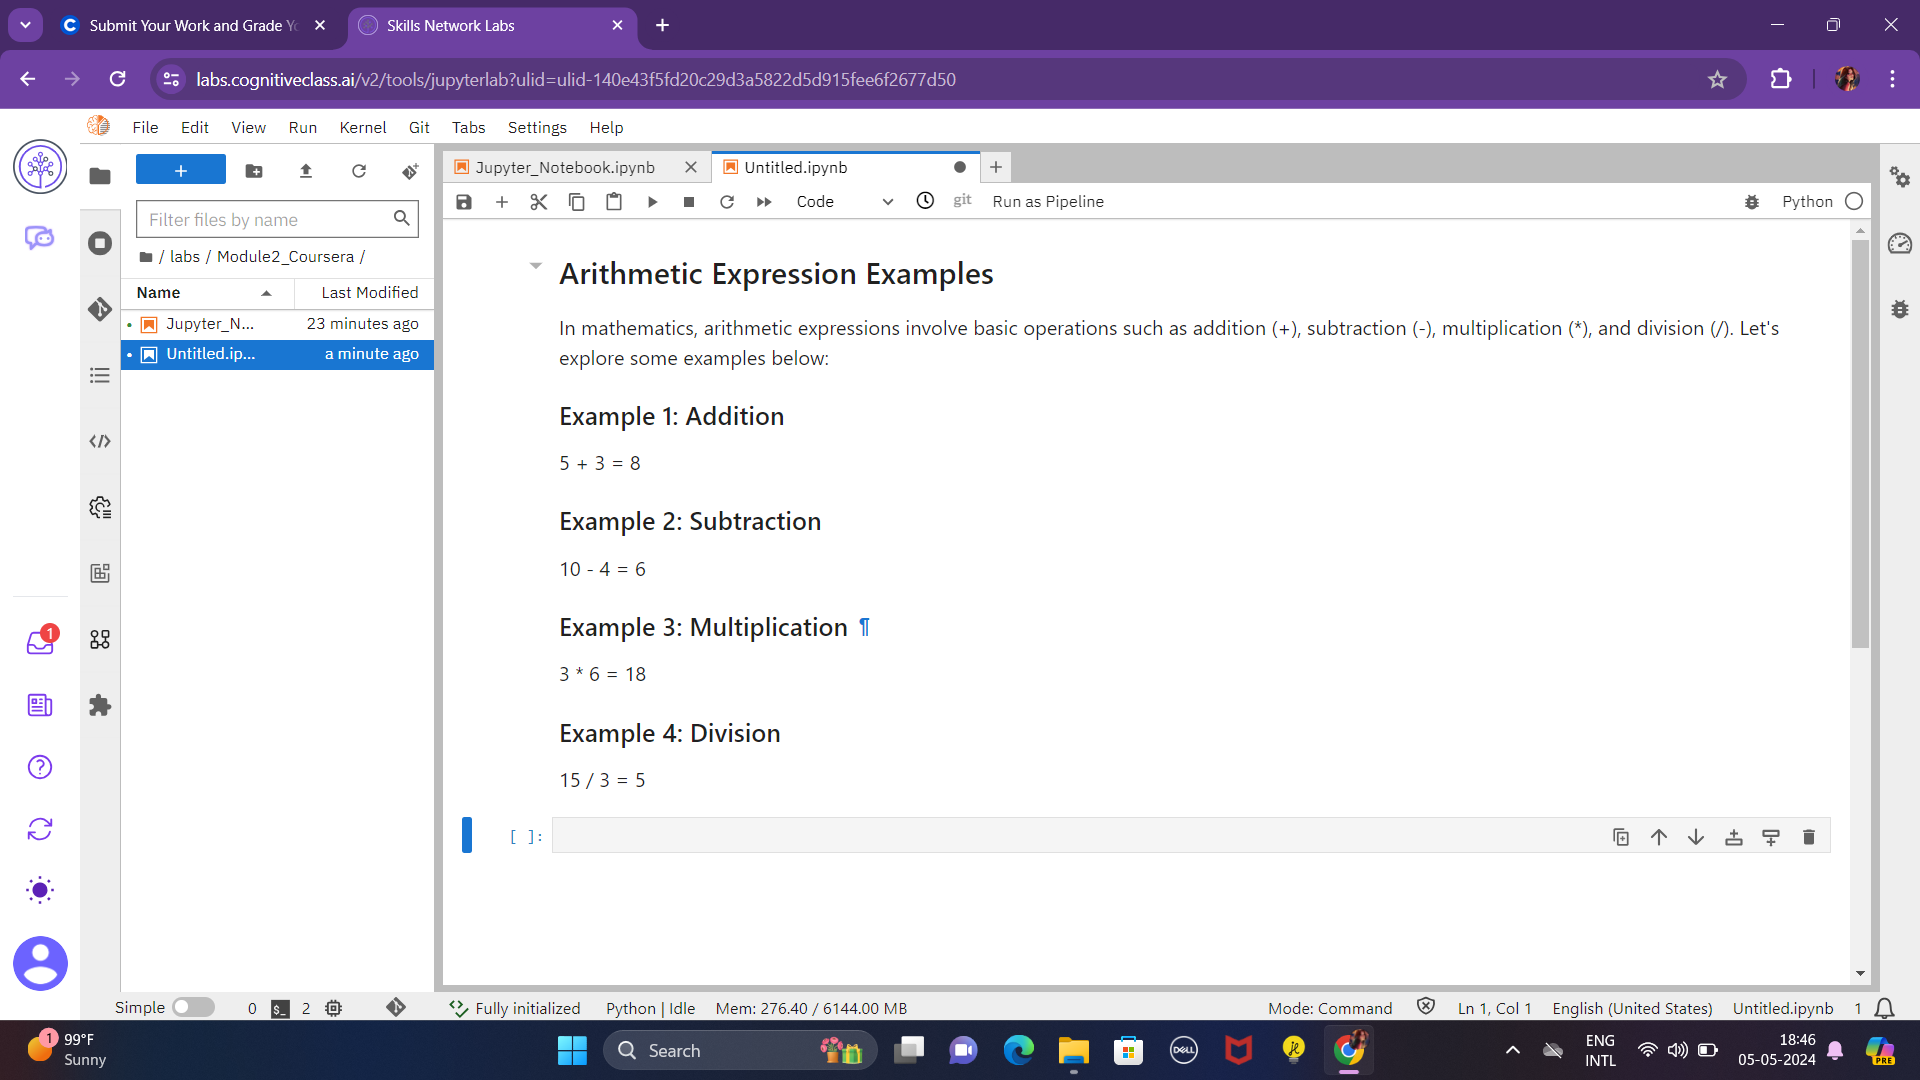 Submit Your Work and Grade Yo
Skills Network Labs
labs.cognitiveclass.ai/v2/tools/jupyterlab?ulid=ulid-140e43f5fd20c29d3a5822d5d915fee6f2677d50
File Edit View Run Kernel Git Tabs Settings Help
Jupyter_Notebook.ipynb
Untitled.ipynb
Code
git
Run as Pipeline
Python
Filter files by name
/ labs / Module2_Coursera /
Name Last Modified
Jupyter_N... 23 minutes ago
Untitled.ip... a minute ago
Arithmetic Expression Examples
In mathematics, arithmetic expressions involve basic operations such as addition (+), subtraction (-), multiplication (*), and division (/). Let's
explore some examples below:
Example 1: Addition
5 + 3 = 8
Example 2: Subtraction
10 - 4 = 6
Example 3: Multiplication ¶
3 * 6 = 18
Example 4: Division
15 / 3 = 5
[ ]:
1
Simple 0 $_ 2 Fully initialized Python | Idle Mem: 276.40 / 6144.00 MB Mode: Command Ln 1, Col 1 English (United States) Untitled.ipynb 1
1
99°F
Sunny
Search
DELL
ENG
INTL
18:46
05-05-2024
PRE